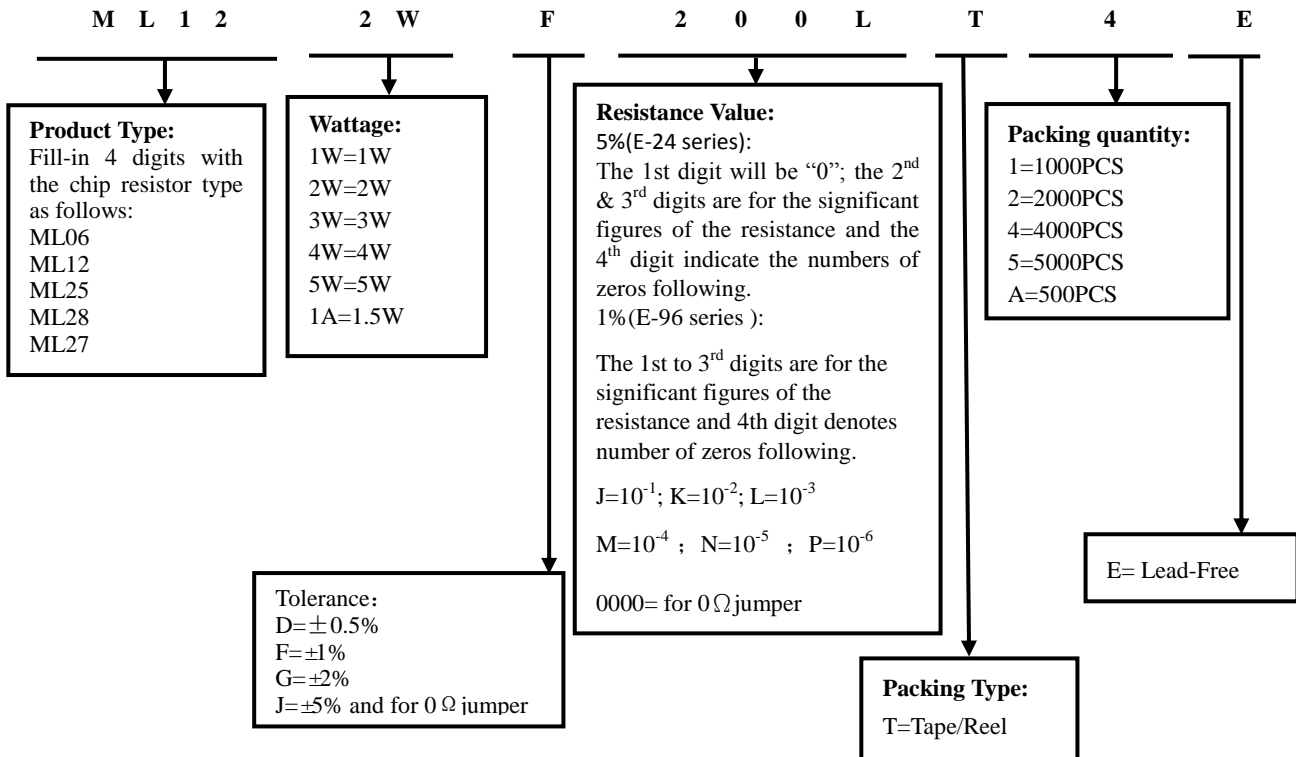 M L 1 2 2 W F 2 0 0 L T 4 E
Product Type:
Fill-in 4 digits with
the chip resistor type
as follows:
ML06
ML12
ML25
ML28
ML27
Wattage:
1W=1W
2W=2W
3W=3W
4W=4W
5W=5W
1A=1.5W
Tolerance：
D=±0.5%
F=±1%
G=±2%
J=±5% and for 0 Ω jumper
Resistance Value:
5%(E-24 series):
The 1st digit will be “0”; the 2nd
& 3rd digits are for the significant
figures of the resistance and the
4th digit indicate the numbers of
zeros following.
1%(E-96 series ):
The 1st to 3rd digits are for the
significant figures of the
resistance and 4th digit denotes
number of zeros following.
J=10-1; K=10-2; L=10-3
M=10-4 ； N=10-5 ； P=10-6
0000= for 0 Ω jumper
Packing Type:
T=Tape/Reel
Packing quantity:
1=1000PCS
2=2000PCS
4=4000PCS
5=5000PCS
A=500PCS
E= Lead-Free